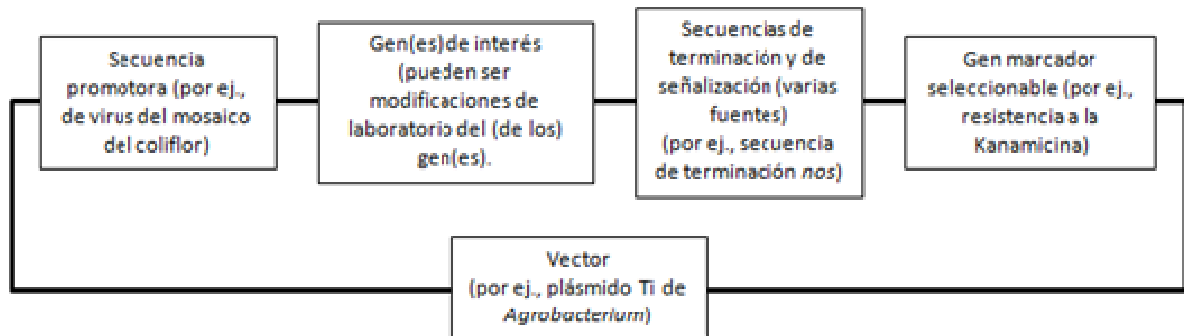 Secuencia
promotora (por ej.,
de virus del mosaico
del coliflor)
Gen(es)de interés
(pueden ser
modificaciones de
laboratorio del (de los)
gen(es).
Secuencias de
terminación y de
señalización (varias
fuentes)
(por ej., secuencia
de terminación nos)
Gen marcador
seleccionable (por ej.,
resistencia a la
Kanamicina)
Vector
(por ej., plásmido Ti de
Agrobacterium)